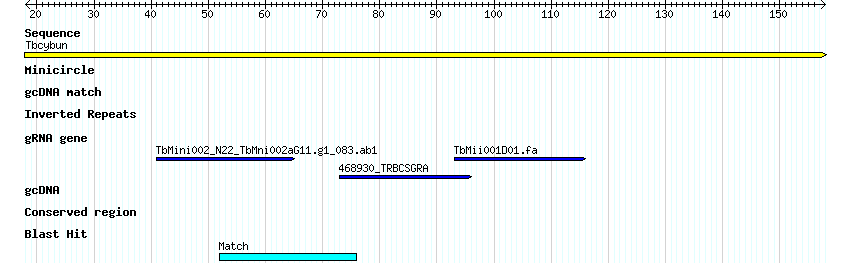 20 30 40 50 60 70 80 90 100 110 120 130 140 150
Sequence
Tbcybun
Minicircle
gcDNA match
Inverted Repeats
gRNA gene
TbMini002_N22_TbMni002aG11.g1_083.ab1
TbMii001D01.fa
468930_TRBCSGRA
gcDNA
Conserved region
Blast Hit
Match